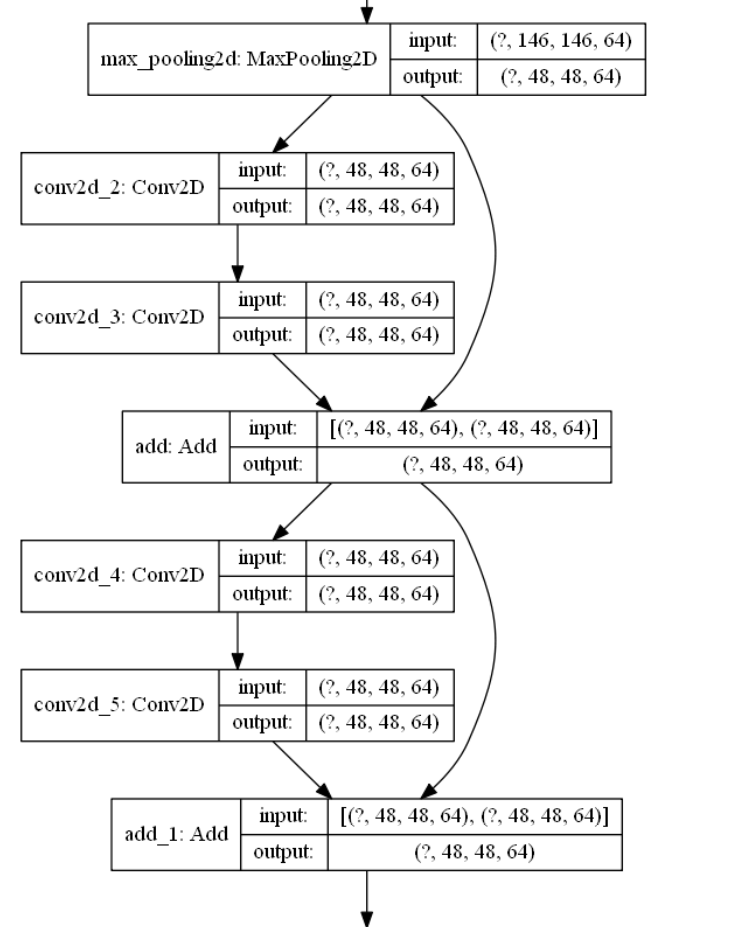 max_pooling2d: MaxPooling2D input: (?, 146, 146, 64)
output: (?, 48, 48, 64)
conv2d_2: Conv2D input: (?, 48, 48, 64)
output: (?, 48, 48, 64)
conv2d_3: Conv2D input: (?, 48, 48, 64)
output: (?, 48, 48, 64)
add: Add input: [(?, 48, 48, 64), (?, 48, 48, 64)]
output: (?, 48, 48, 64)
conv2d_4: Conv2D input: (?, 48, 48, 64)
output: (?, 48, 48, 64)
conv2d_5: Conv2D input: (?, 48, 48, 64)
output: (?, 48, 48, 64)
add_1: Add input: [(?, 48, 48, 64), (?, 48, 48, 64)]
output: (?, 48, 48, 64)